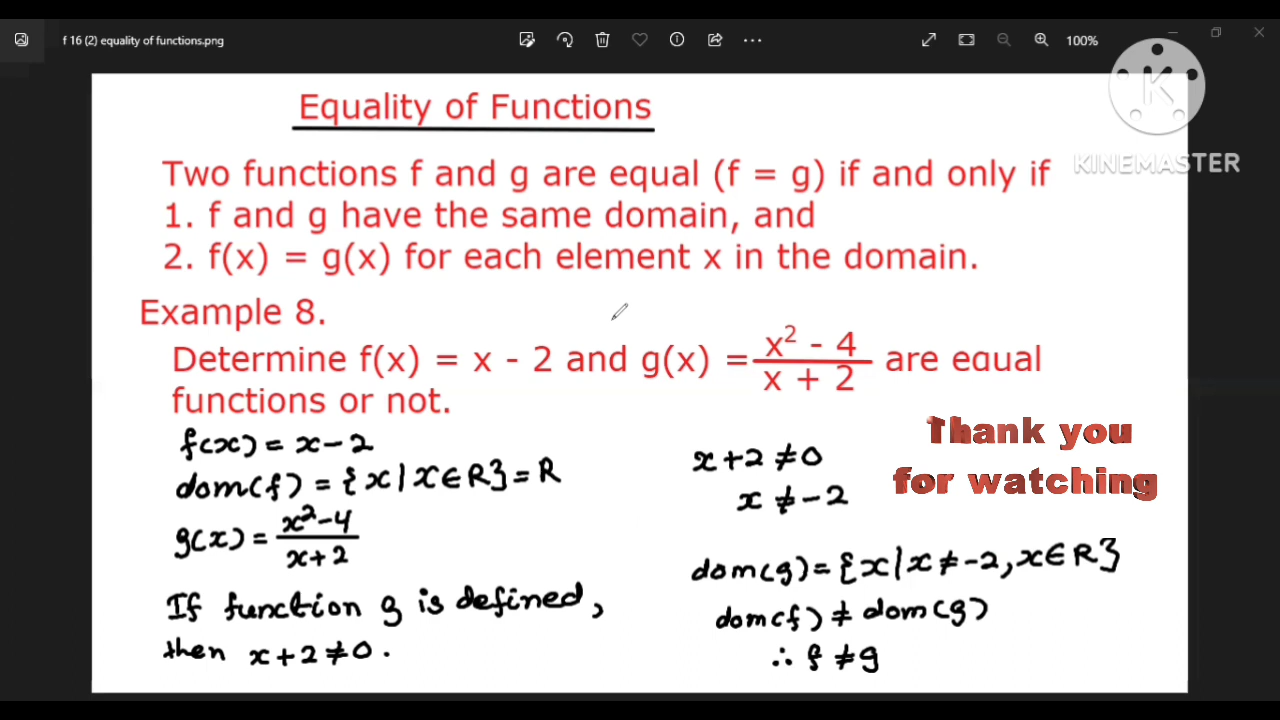 f 16 (2) equality of functions.png
100%
K
KINEMASTER
Equality of Functions
Two functions f and g are equal (f = g) if and only if
1. f and g have the same domain, and
2. f(x) = g(x) for each element x in the domain.
Example 8.
Determine f(x) = x - 2 and g(x) = x² - 4 / x + 2 are equal
functions or not.
f(x) = x - 2
dom(f) = {x | x ∈ R} = R
g(x) = x² - 4 / x + 2
If function g is defined,
then x + 2 ≠ 0.
x + 2 ≠ 0
x ≠ -2
Thank you
for watching
dom(g) = {x | x ≠ -2, x ∈ R}
dom(f) ≠ dom(g)
∴ f ≠ g